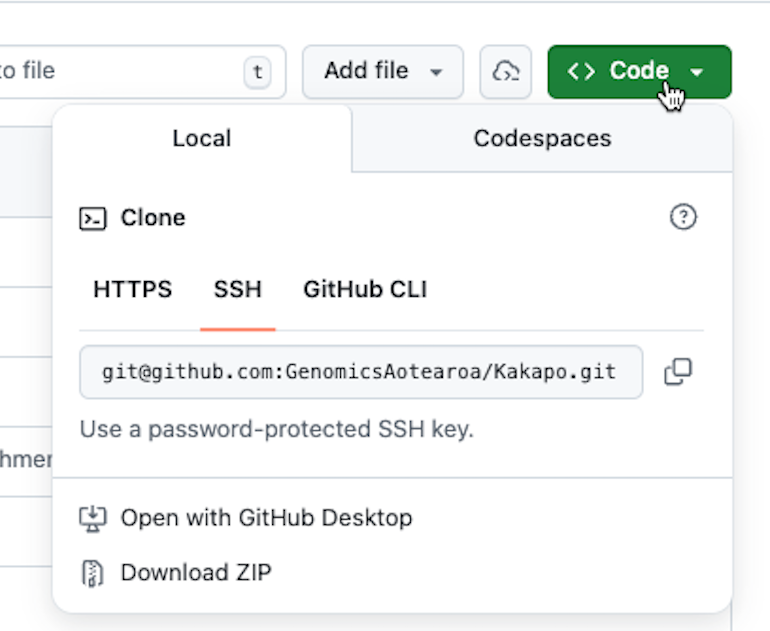 to file t Add file <> Code
Local Codespaces
Clone
HTTPS SSH GitHub CLI
git@github.com:GenomicsAotearoa/Kakapo.git
Use a password-protected SSH key.
hmer
Open with GitHub Desktop
Download ZIP